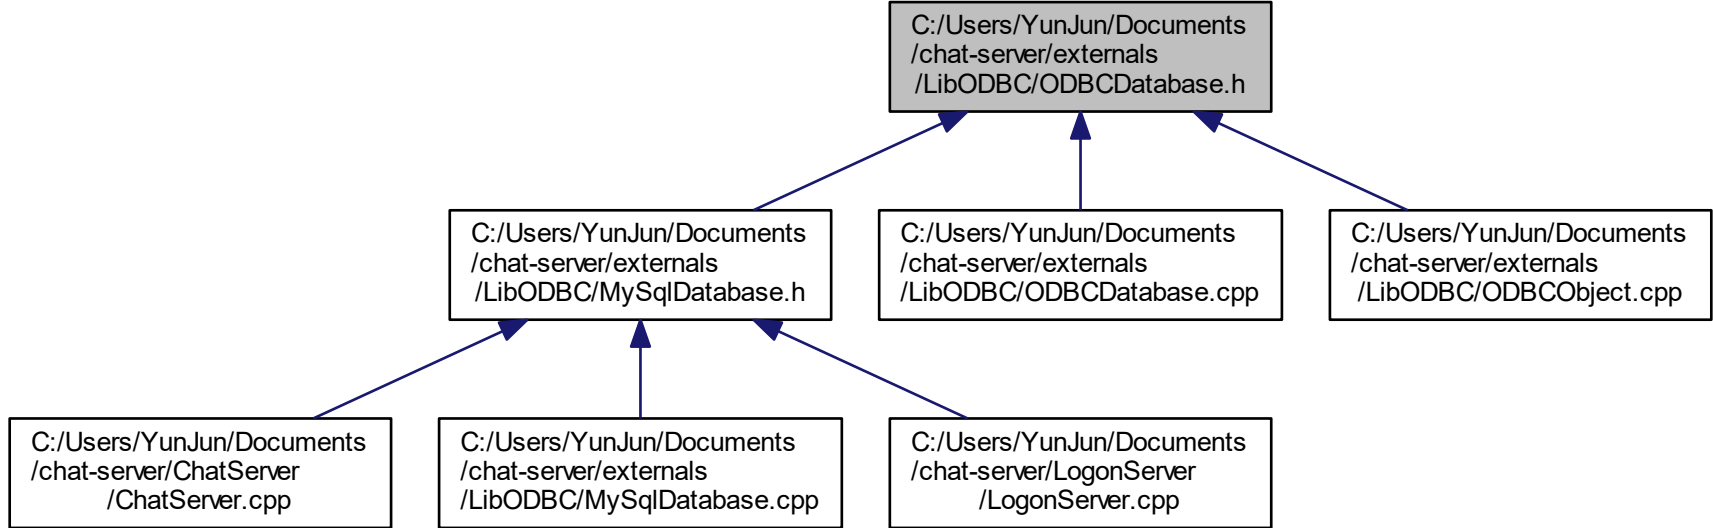 C:/Users/YunJun/Documents
/chat-server/externals
/LibODBC/ODBCDatabase.h
C:/Users/YunJun/Documents
/chat-server/externals
/LibODBC/MySqlDatabase.h
C:/Users/YunJun/Documents
/chat-server/externals
/LibODBC/ODBCDatabase.cpp
C:/Users/YunJun/Documents
/chat-server/externals
/LibODBC/ODBCObject.cpp
C:/Users/YunJun/Documents
/chat-server/ChatServer
/ChatServer.cpp
C:/Users/YunJun/Documents
/chat-server/externals
/LibODBC/MySqlDatabase.cpp
C:/Users/YunJun/Documents
/chat-server/LogonServer
/LogonServer.cpp